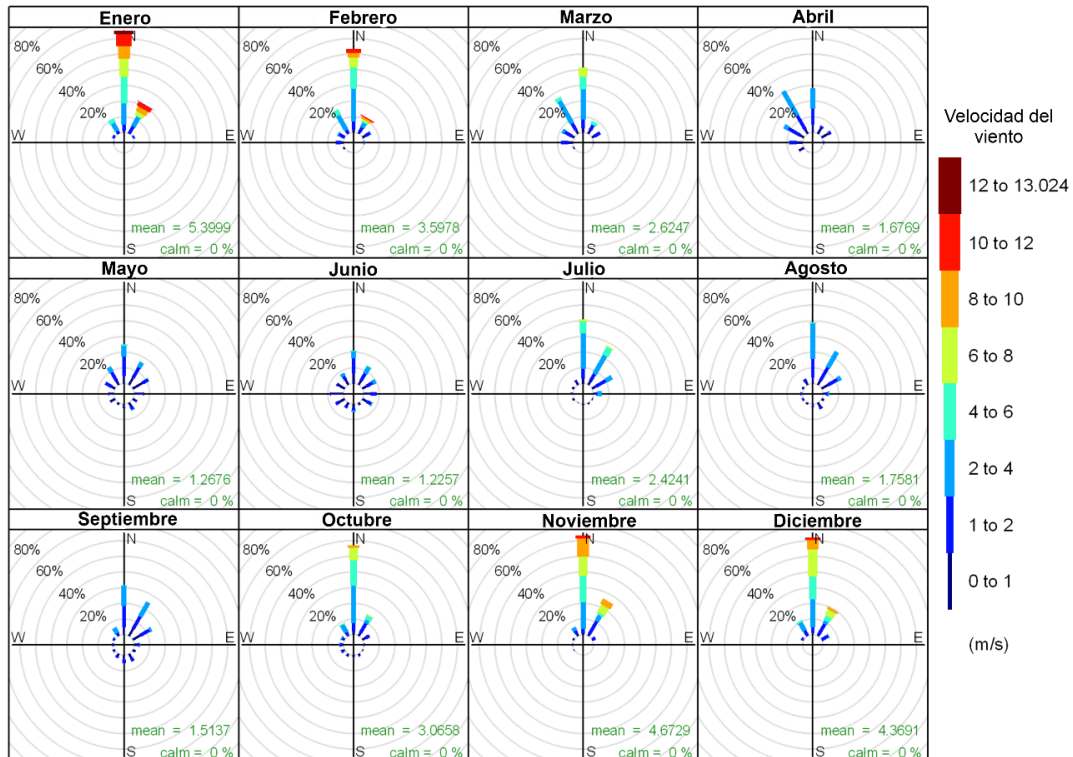 Enero
Febrero
Marzo
Abril
80%
60%
40%
20%
N
W
E
S
mean = 5.3999
calm = 0 %
80%
60%
40%
20%
N
W
E
S
mean = 3.5978
calm = 0 %
80%
60%
40%
20%
N
W
E
S
mean = 2.6247
calm = 0 %
80%
60%
40%
20%
N
W
E
S
mean = 1.6769
calm = 0 %
Mayo
Junio
Julio
Agosto
80%
60%
40%
20%
N
W
E
S
mean = 1.2676
calm = 0 %
80%
60%
40%
20%
N
W
E
S
mean = 1.2257
calm = 0 %
80%
60%
40%
20%
N
W
E
S
mean = 2.4241
calm = 0 %
80%
60%
40%
20%
N
W
E
S
mean = 1.7581
calm = 0 %
Septiembre
Octubre
Noviembre
Diciembre
80%
60%
40%
20%
N
W
E
S
mean = 1.5137
calm = 0 %
80%
60%
40%
20%
N
W
E
S
mean = 3.0658
calm = 0 %
80%
60%
40%
20%
N
W
E
S
mean = 4.6729
calm = 0 %
80%
60%
40%
20%
N
W
E
S
mean = 4.3691
calm = 0 %
Velocidad del
viento
12 to 13.024
10 to 12
8 to 10
6 to 8
4 to 6
2 to 4
1 to 2
0 to 1
(m/s)